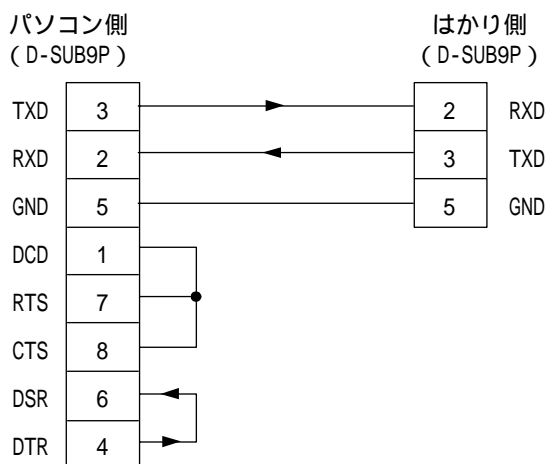 パソコン側 はかり側
(D-SUB9P) (D-SUB9P)
TXD 3 2 RXD
RXD 2 3 TXD
GND 5 5 GND
DCD 1
RTS 7
CTS 8
DSR 6
DTR 4